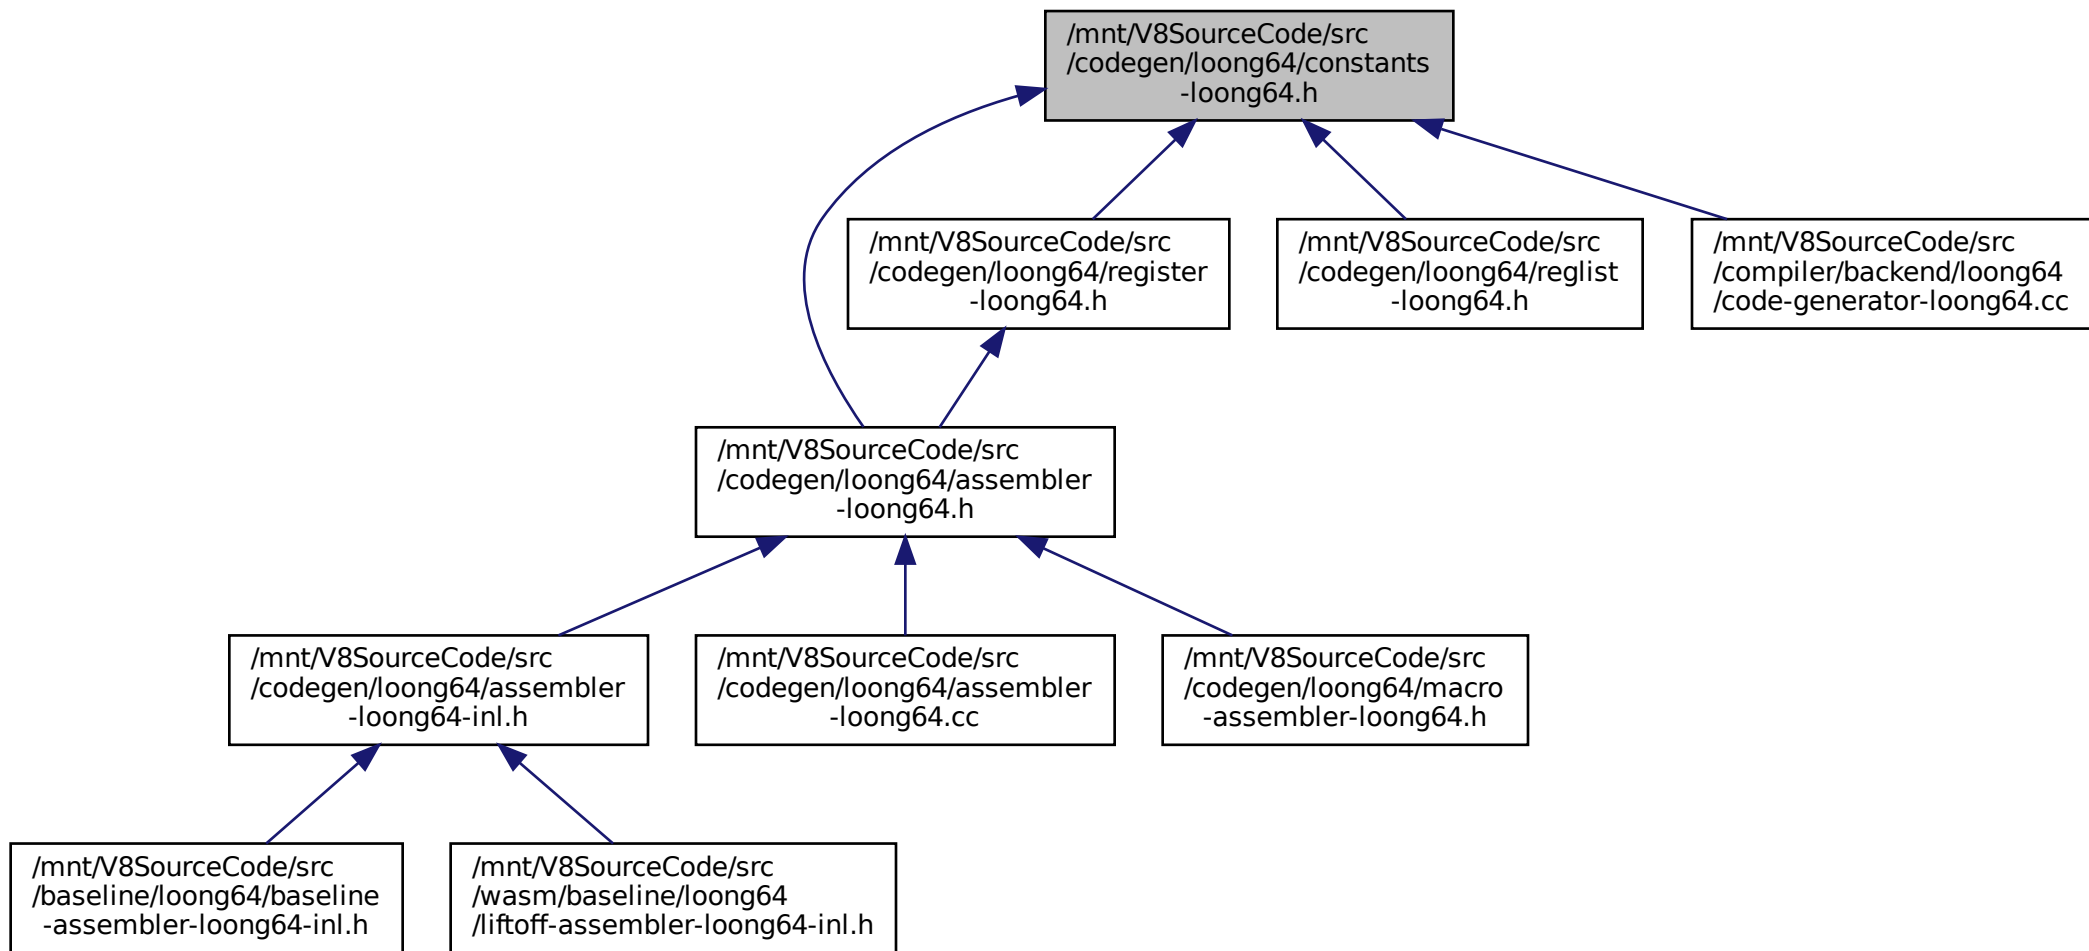 /mnt/V8SourceCode/src
/codegen/loong64/constants
-loong64.h
/mnt/V8SourceCode/src
/codegen/loong64/register
-loong64.h
/mnt/V8SourceCode/src
/codegen/loong64/reglist
-loong64.h
/mnt/V8SourceCode/src
/compiler/backend/loong64
/code-generator-loong64.cc
/mnt/V8SourceCode/src
/codegen/loong64/assembler
-loong64.h
/mnt/V8SourceCode/src
/codegen/loong64/assembler
-loong64-inl.h
/mnt/V8SourceCode/src
/codegen/loong64/assembler
-loong64.cc
/mnt/V8SourceCode/src
/codegen/loong64/macro
-assembler-loong64.h
/mnt/V8SourceCode/src
/baseline/loong64/baseline
-assembler-loong64-inl.h
/mnt/V8SourceCode/src
/wasm/baseline/loong64
/liftoff-assembler-loong64-inl.h